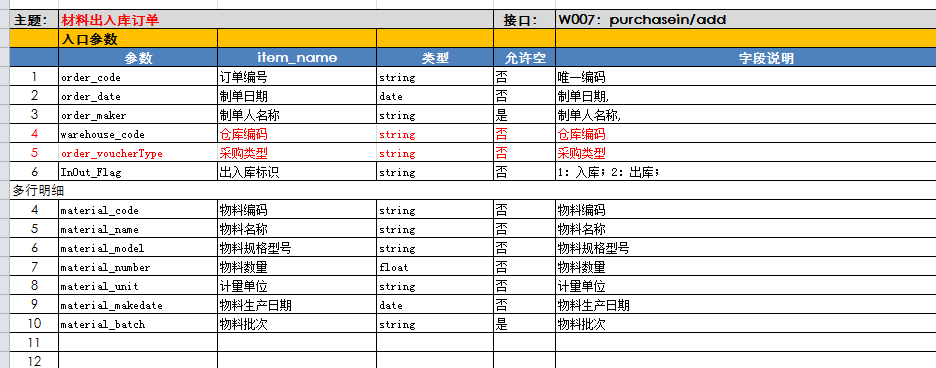 主题： 材料出入库订单 接口： W007：purchasein/add
入口参数
参数 item_name 类型 允许空 字段说明
1 order_code 订单编号 string 否 唯一编码
2 order_date 制单日期 date 否 制单日期,
3 order_maker 制单人名称 string 是 制单人名称,
4 warehouse_code 仓库编码 string 否 仓库编码
5 order_voucherType 采购类型 string 否 采购类型
6 InOut_Flag 出入库标识 string 否 1：入库；2：出库；
多行明细
4 material_code 物料编码 string 否 物料编码
5 material_name 物料名称 string 否 物料名称
6 material_model 物料规格型号 string 否 物料规格型号
7 material_number 物料数量 float 否 物料数量
8 material_unit 计量单位 string 否 计量单位
9 material_makedate 物料生产日期 date 否 物料生产日期
10 material_batch 物料批次 string 是 物料批次
11
12